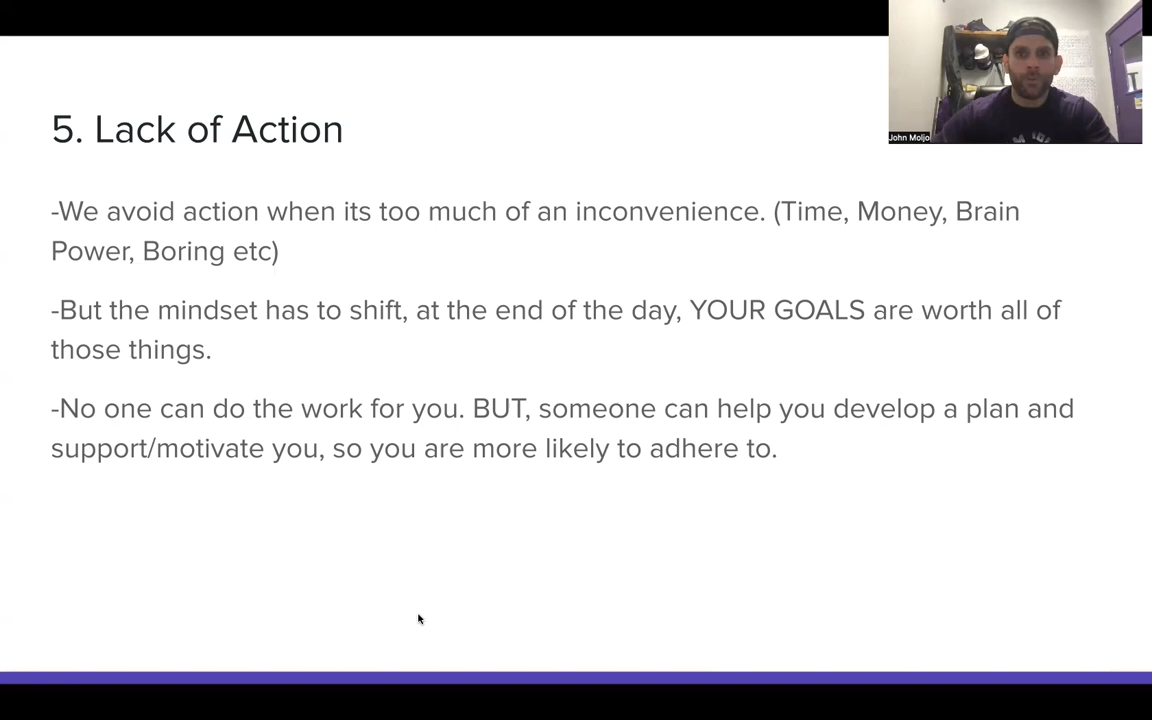 5. Lack of Action
John Moljo
-We avoid action when its too much of an inconvenience. (Time, Money, Brain
Power, Boring etc)
-But the mindset has to shift, at the end of the day, YOUR GOALS are worth all of
those things.
-No one can do the work for you. BUT, someone can help you develop a plan and
support/motivate you, so you are more likely to adhere to.